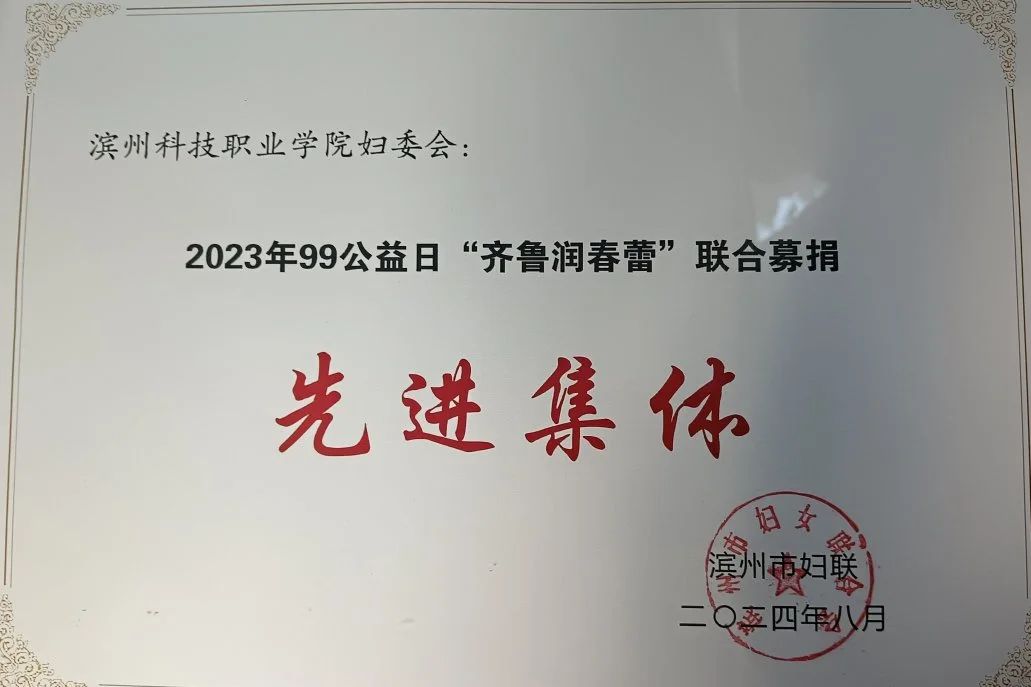 滨州科技职业学院妇委会：
2023年99公益日“齐鲁润春蕾”联合募捐
先进集体
滨州市妇联
二〇二四年八月